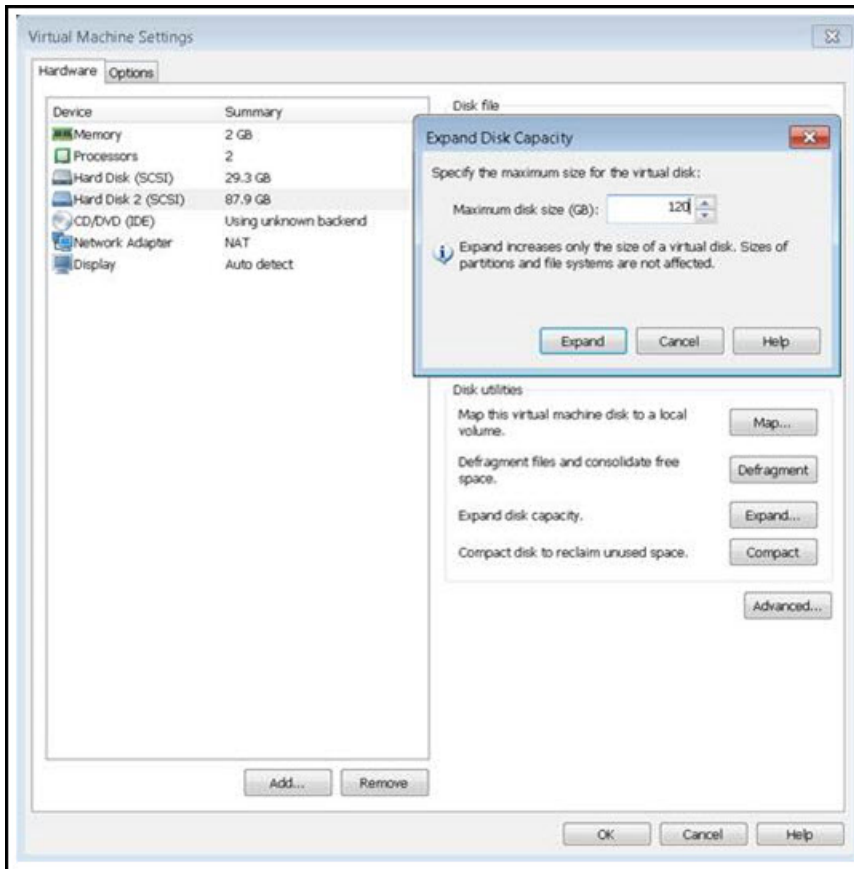 Virtual Machine Settings
Hardware Options
Device Summary
Memory 2 GB
Processors 2
Hard Disk (SCSI) 29.3 GB
Hard Disk 2 (SCSI) 87.9 GB
CD/DVD (IDE) Using unknown backend
Network Adapter NAT
Display Auto detect
Add... Remove
Disk file
Expand Disk Capacity
Specify the maximum size for the virtual disk:
Maximum disk size (GB): 120
Expand increases only the size of a virtual disk. Sizes of
partitions and file systems are not affected.
Expand Cancel Help
Disk utilities
Map this virtual machine disk to a local
volume.
Map...
Defragment files and consolidate free
space.
Defragment
Expand disk capacity. Expand...
Compact disk to reclaim unused space. Compact
Advanced...
OK Cancel Help